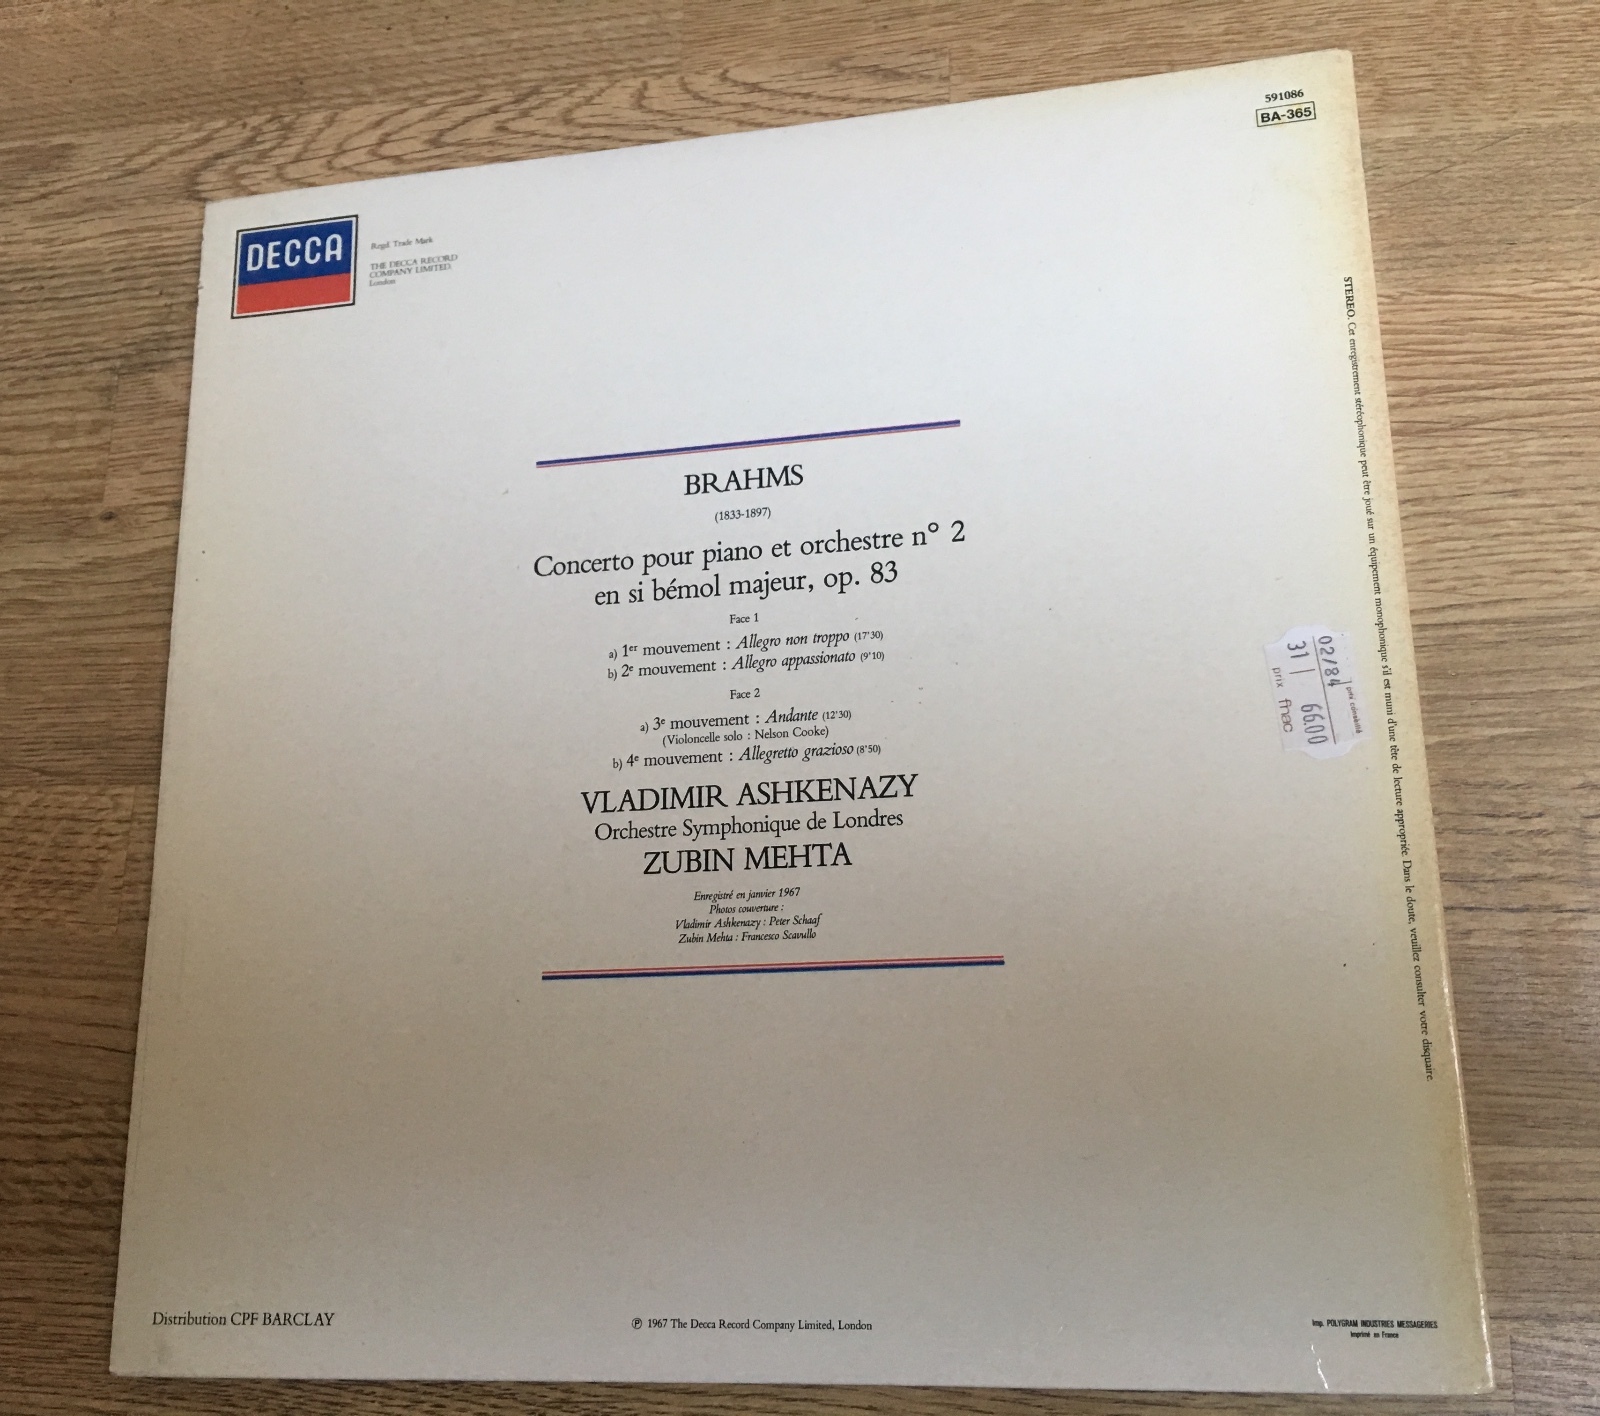 591086
BA-365
DECCA
Regd. Trade Mark
THE DECCA RECORD
COMPANY LIMITED.
London
BRAHMS
(1833-1897)
Concerto pour piano et orchestre n° 2
en si bémol majeur, op. 83
Face 1
a) 1er mouvement : Allegro non troppo (17'30)
b) 2e mouvement : Allegro appassionato (9'10)
Face 2
a) 3e mouvement : Andante (12'30)
(Violoncelle solo : Nelson Cooke)
b) 4e mouvement : Allegretto grazioso (8'50)
VLADIMIR ASHKENAZY
Orchestre Symphonique de Londres
ZUBIN MEHTA
Enregistré en janvier 1967
Photos couverture :
Vladimir Ashkenazy : Peter Schaaf
Zubin Mehta : Francesco Scavullo
STEREO. Cet enregistrement stéréophonique peut être joué sur un équipement monophonique s'il est muni d'une tête de lecture appropriée. Dans le doute, veuillez consulter votre disquaire.
prix conseillé
02/84
31 66.00
prix fnac
Distribution CPF BARCLAY
℗ 1967 The Decca Record Company Limited, London
Imp. POLYGRAM INDUSTRIES MESSAGERIES
Imprimé en France